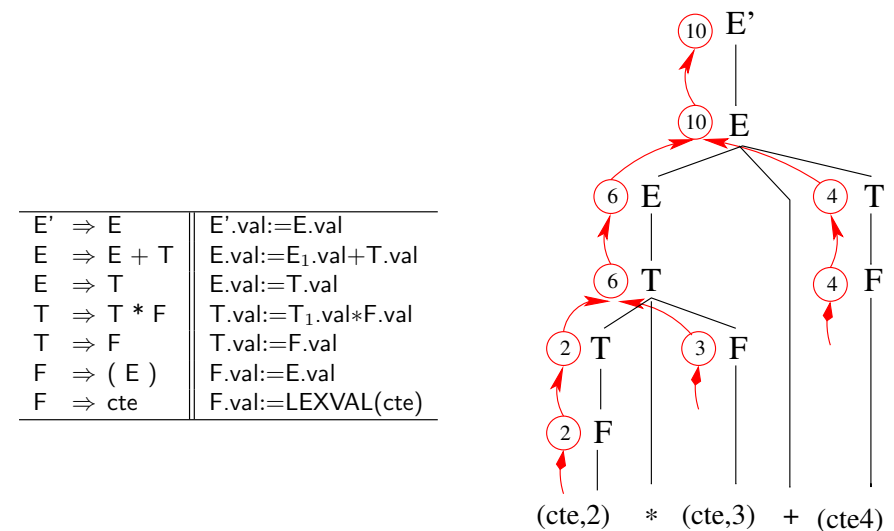 E' ⇒ E E'.val:=E.val
E ⇒ E + T E.val:=E₁.val+T.val
E ⇒ T E.val:=T.val
T ⇒ T * F T.val:=T₁.val*F.val
T ⇒ F T.val:=F.val
F ⇒ ( E ) F.val:=E.val
F ⇒ cte F.val:=LEXVAL(cte)
10 E'
10 E
6 E 4 T
6 T 4 F
2 T 3 F
2 F
(cte,2) * (cte,3) + (cte4)